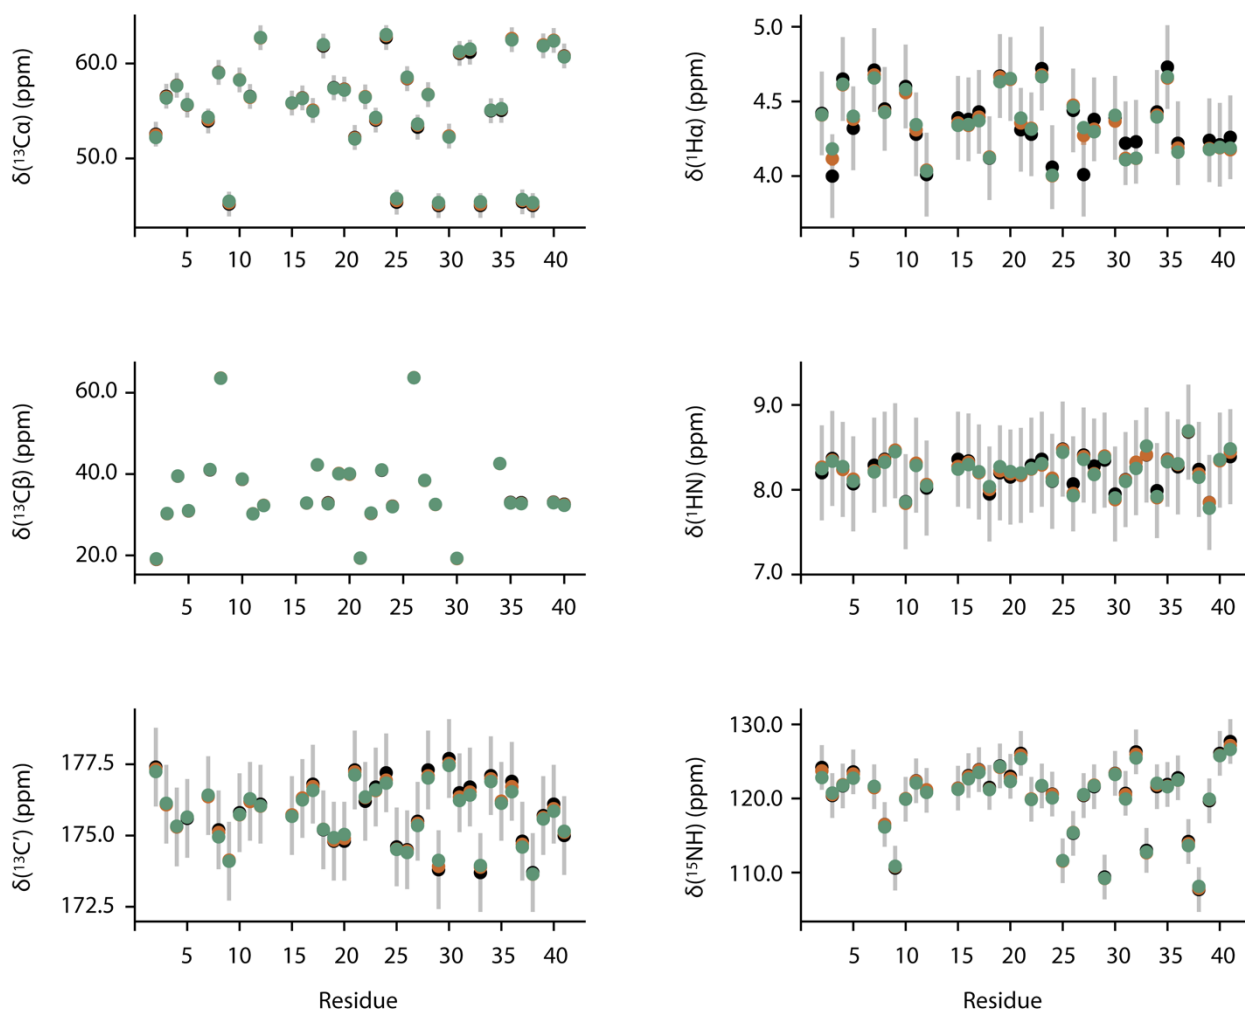 δ(¹³Cα) (ppm)
60.0
50.0
5 10 15 20 25 30 35 40
δ(¹Hα) (ppm)
5.0
4.5
4.0
5 10 15 20 25 30 35 40
δ(¹³Cβ) (ppm)
60.0
40.0
20.0
5 10 15 20 25 30 35 40
δ(¹HN) (ppm)
9.0
8.0
7.0
5 10 15 20 25 30 35 40
δ(¹³C′) (ppm)
177.5
175.0
172.5
5 10 15 20 25 30 35 40
Residue
δ(¹⁵NH) (ppm)
130.0
120.0
110.0
5 10 15 20 25 30 35 40
Residue